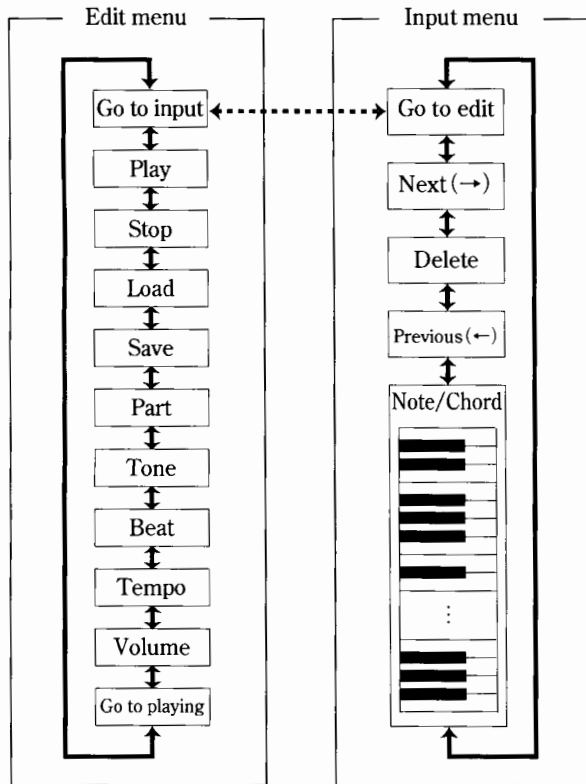 Edit menu
Go to input
Play
Stop
Load
Save
Part
Tone
Beat
Tempo
Volume
Go to playing
Input menu
Go to edit
Next (→)
Delete
Previous (←)
Note/Chord
⋮